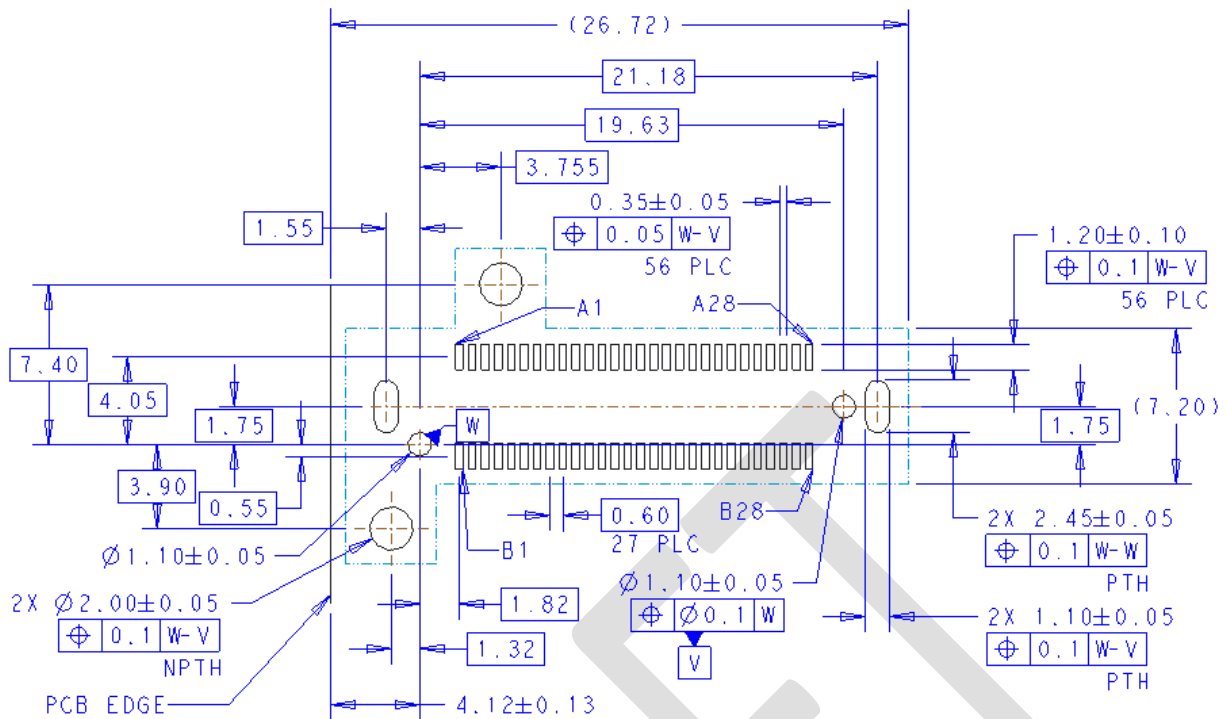 (26.72)
21.18
19.63
3.755
0.35±0.05
1.55
⌖ 0.05 W-V
56 PLC
1.20±0.10
⌖ 0.1 W-V
56 PLC
A1
A28
7.40
4.05
1.75
W
(7.20)
1.75
3.90
0.55
0.60
27 PLC
B28
B1
2X 2.45±0.05
⌖ 0.1 W-W
PTH
Ø1.10±0.05
Ø1.10±0.05
⌖ Ø0.1 W
V
2X Ø2.00±0.05
⌖ 0.1 W-V
NPTH
1.82
1.32
2X 1.10±0.05
⌖ 0.1 W-V
PTH
PCB EDGE
4.12±0.13